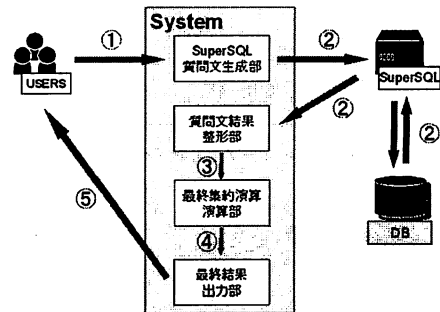 System
①
SuperSQL
質問文生成部
②
USERS
SuperSQL
②
質問文結果
整形部
②
③
⑤
最終集約演算
演算部
④
DB
最終結果
出力部